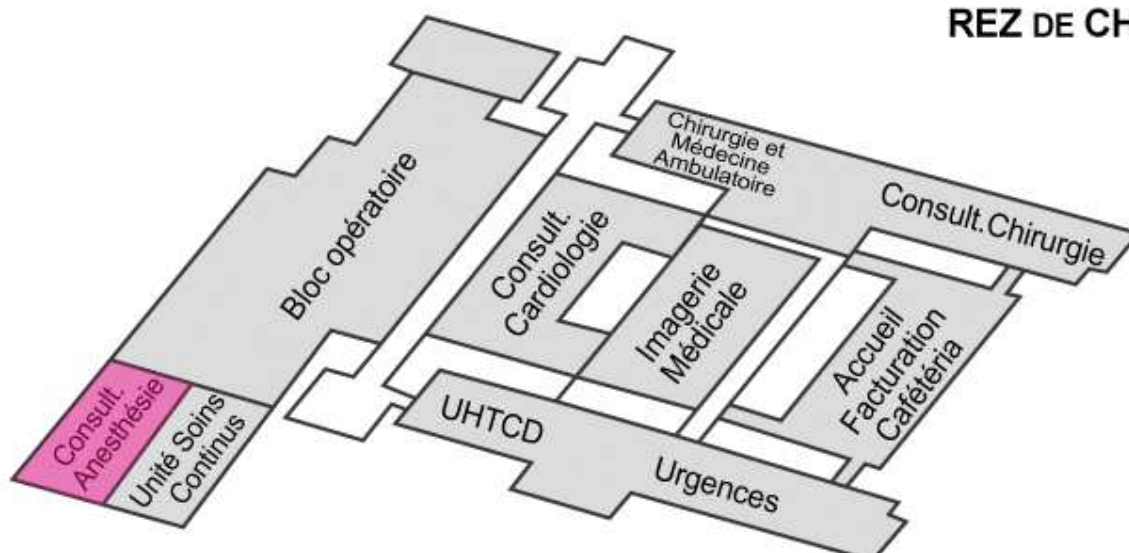 REZ DE CH
Chirurgie et
Médecine
Ambulatoire
Consult.Chirurgie
Bloc opératoire
Consult.
Cardiologie
Imagerie
Médicale
Accueil
Facturation
Cafétéria
Consult.
Anesthésie
Unité Soins
Continus
UHTCD
Urgences